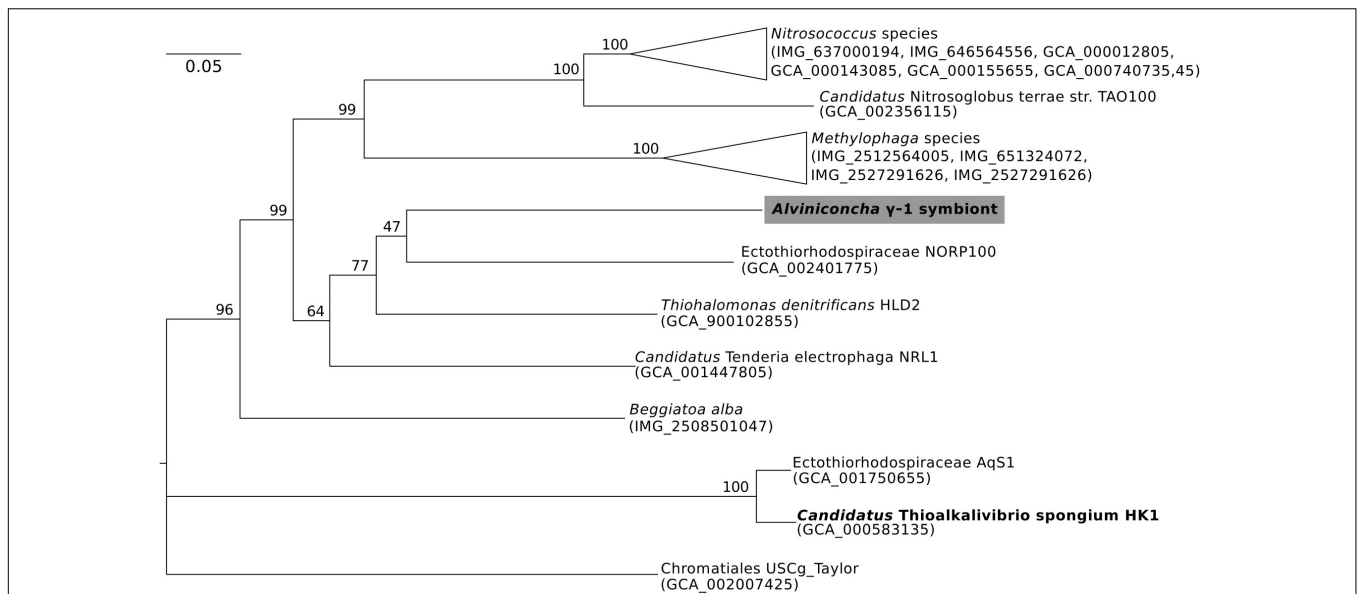 0.05
100
Nitrosococcus species
(IMG_637000194, IMG_646564556, GCA_000012805,
GCA_000143085, GCA_000155655, GCA_000740735,45)
100
Candidatus Nitrosoglobus terrae str. TAO100
(GCA_002356115)
99
Methylophaga species
100
(IMG_2512564005, IMG_651324072,
IMG_2527291626, IMG_2527291626)
99
Alviniconcha γ-1 symbiont
47
Ectothiorhodospiraceae NORP100
(GCA_002401775)
77
Thiohalomonas denitrificans HLD2
(GCA_900102855)
96
64
Candidatus Tenderia electrophaga NRL1
(GCA_001447805)
Beggiatoa alba
(IMG_2508501047)
Ectothiorhodospiraceae AqS1
(GCA_001750655)
100
Candidatus Thioalkalivibrio spongium HK1
(GCA_000583135)
Chromatiales USCg_Taylor
(GCA_002007425)